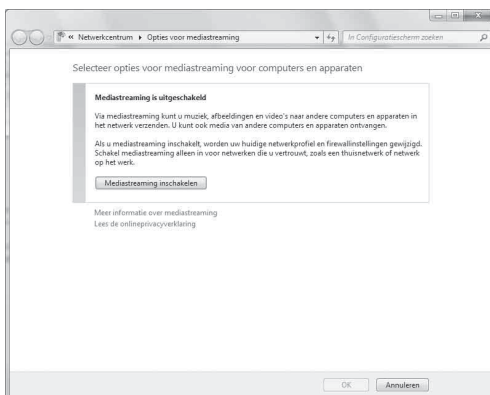 « Netwerkcentrum ▸ Opties voor mediastreaming
In Configuratiescherm zoeken
Selecteer opties voor mediastreaming voor computers en apparaten
Mediastreaming is uitgeschakeld
Via mediastreaming kunt u muziek, afbeeldingen en video's naar andere computers en apparaten in
het netwerk verzenden. U kunt ook media van andere computers en apparaten ontvangen.
Als u mediastreaming inschakelt, worden uw huidige netwerkprofiel en firewallinstellingen gewijzigd.
Schakel mediastreaming alleen in voor netwerken die u vertrouwt, zoals een thuisnetwerk of netwerk
op het werk.
Mediastreaming inschakelen
Meer informatie over mediastreaming
Lees de onlineprivacyverklaring
OK
Annuleren